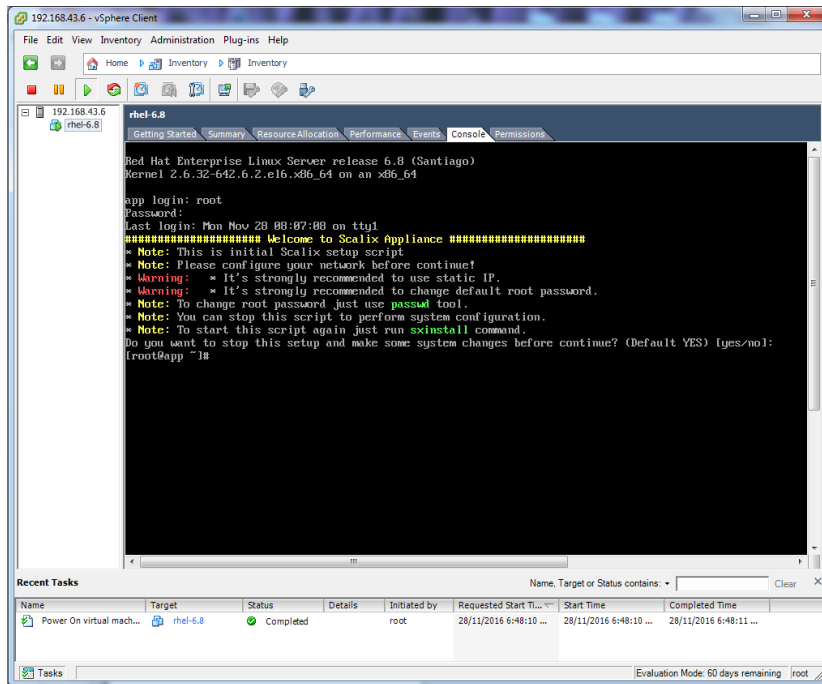 192.168.43.6 - vSphere Client
File Edit View Inventory Administration Plug-ins Help
Home Inventory Inventory
192.168.43.6
rhel-6.8
rhel-6.8
Getting Started Summary Resource Allocation Performance Events Console Permissions
Red Hat Enterprise Linux Server release 6.8 (Santiago)
Kernel 2.6.32-642.6.2.el6.x86_64 on an x86_64
app login: root
Password:
Last login: Mon Nov 28 08:07:08 on tty1
##################### Welcome to Scalix Appliance #####################
* Note: This is initial Scalix setup script
* Note: Please configure your network before continue!
* Warning: * It's strongly recommended to use static IP.
* Warning: * It's strongly recommended to change default root password.
* Note: To change root password just use passwd tool.
* Note: You can stop this script to perform system configuration.
* Note: To start this script again just run sxinstall command.
Do you want to stop this setup and make some system changes before continue? (Default YES) [yes/no]:
[root@app ~]#
Recent Tasks Name, Target or Status contains: Clear
Name Target Status Details Initiated by Requested Start Ti... Start Time Completed Time
Power On virtual mach... rhel-6.8 Completed root 28/11/2016 6:48:10 ... 28/11/2016 6:48:10 ... 28/11/2016 6:48:11 ...
Tasks Evaluation Mode: 60 days remaining root